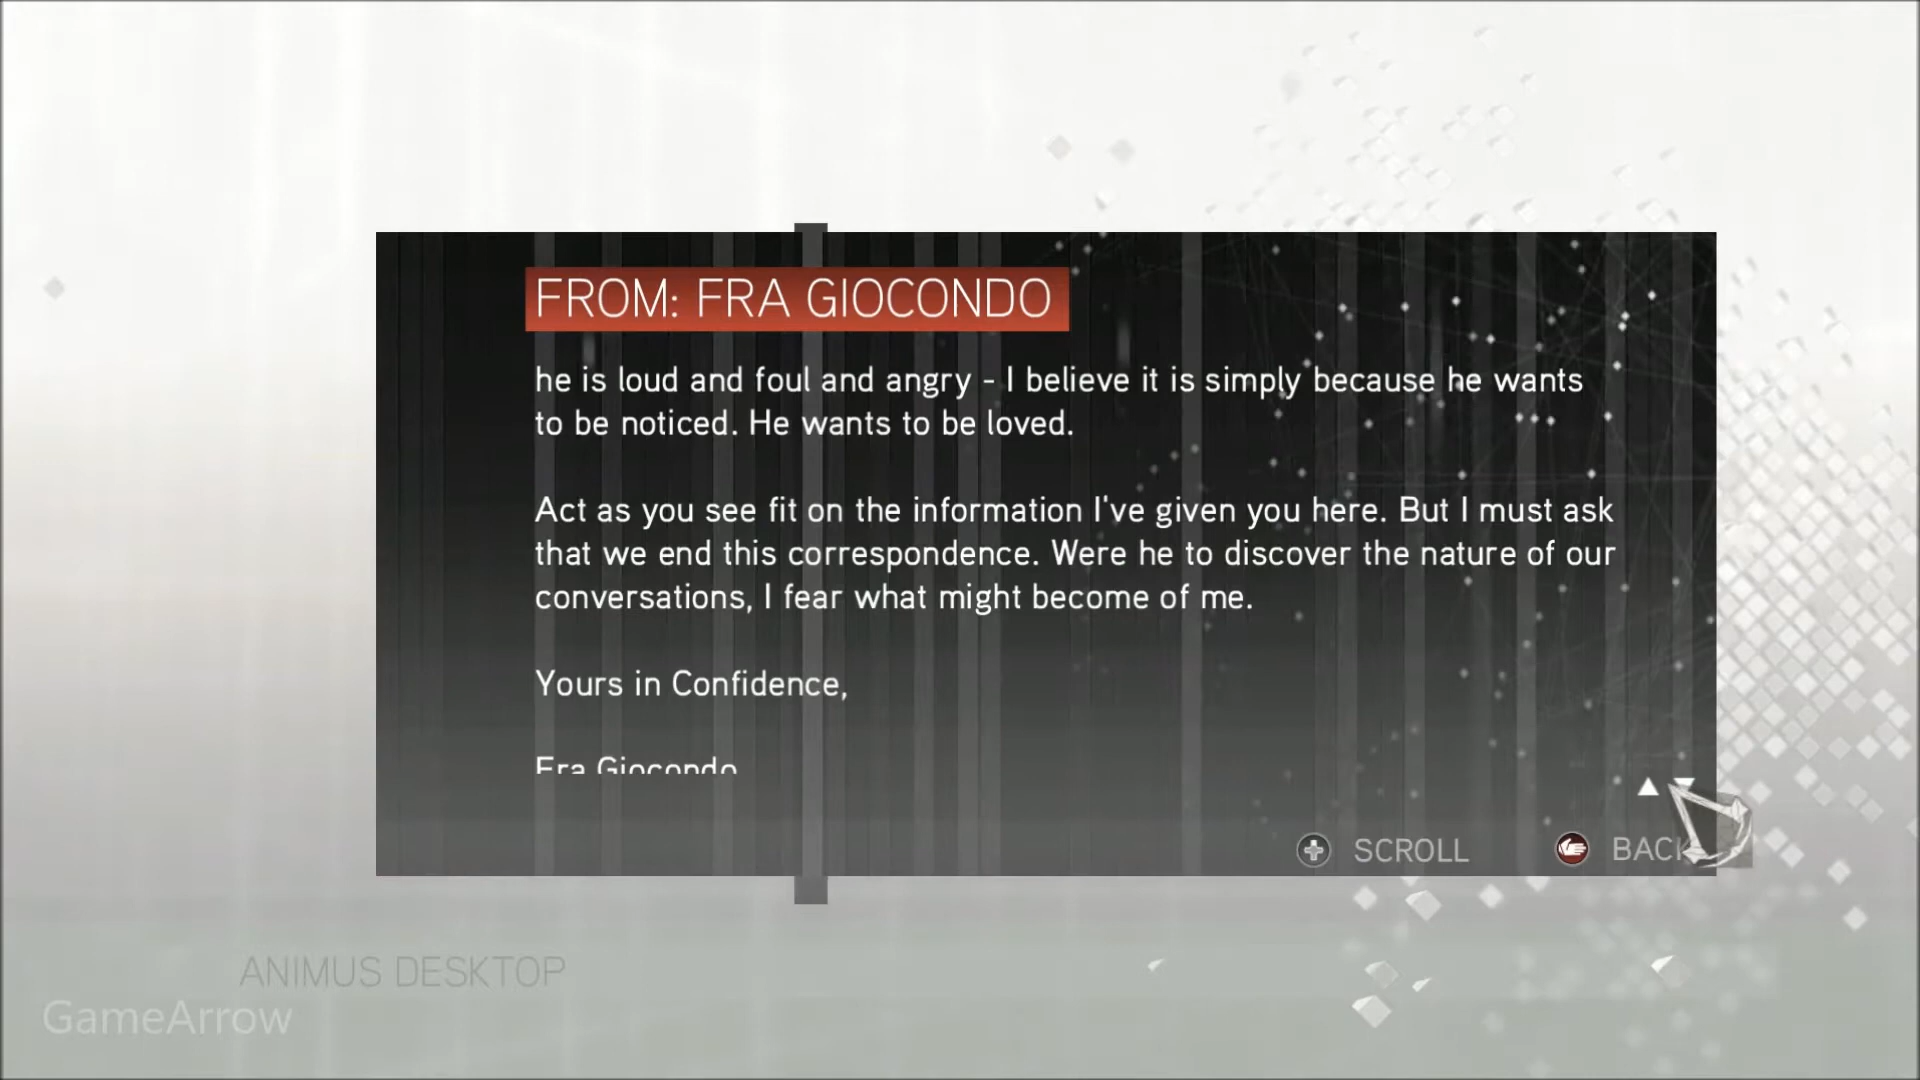 FROM: FRA GIOCONDO
he is loud and foul and angry - I believe it is simply because he wants
to be noticed. He wants to be loved.
Act as you see fit on the information I've given you here. But I must ask
that we end this correspondence. Were he to discover the nature of our
conversations, I fear what might become of me.
Yours in Confidence,
Fra Giocondo
SCROLL
BACK
ANIMUS DESKTOP
GameArrow